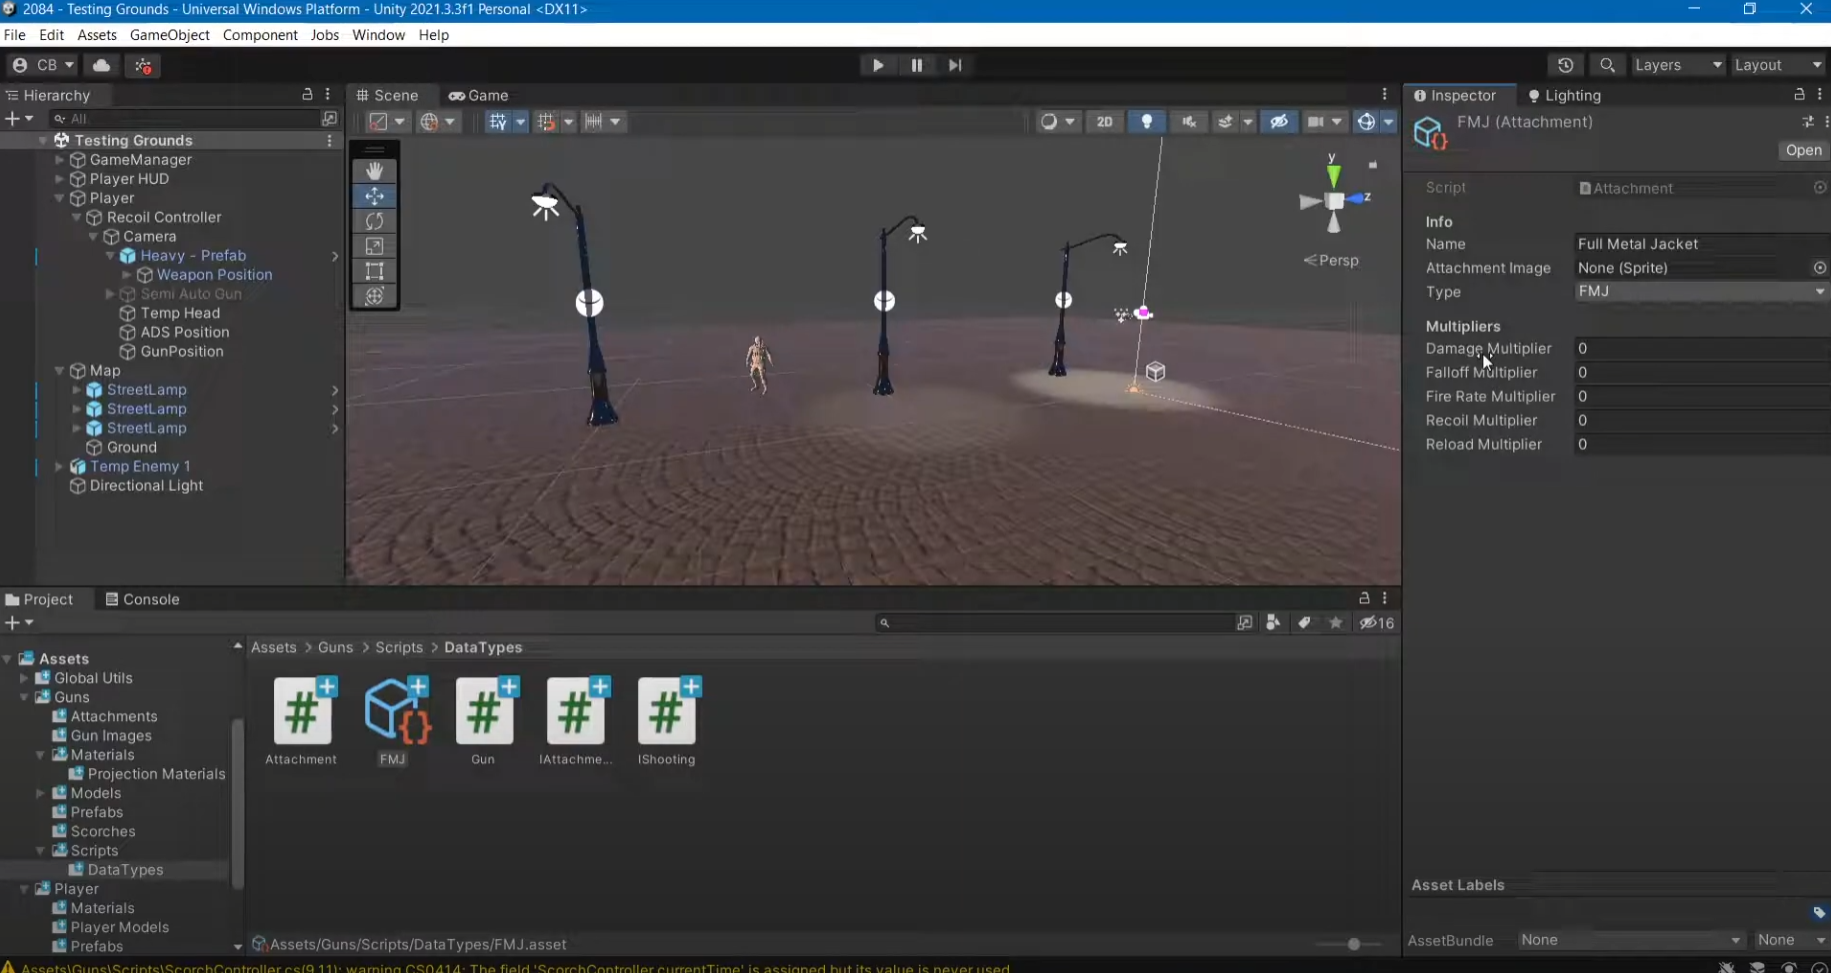 2084 - Testing Grounds - Universal Windows Platform - Unity 2021.3.3f1 Personal <DX11>
File Edit Assets GameObject Component Jobs Window Help
CB
Layers
Layout
Hierarchy
All
Testing Grounds
GameManager
Player HUD
Player
Recoil Controller
Camera
Heavy - Prefab
Weapon Position
Semi Auto Gun
Temp Head
ADS Position
GunPosition
Map
StreetLamp
StreetLamp
StreetLamp
Ground
Temp Enemy 1
Directional Light
Scene
Game
2D
y
z
Persp
Inspector
Lighting
FMJ (Attachment)
Open
Script Attachment
Info
Name Full Metal Jacket
Attachment Image None (Sprite)
Type FMJ
Multipliers
Damage Multiplier 0
Falloff Multiplier 0
Fire Rate Multiplier 0
Recoil Multiplier 0
Reload Multiplier 0
Asset Labels
AssetBundle None None
Project
Console
16
Assets
Global Utils
Guns
Attachments
Gun Images
Materials
Projection Materials
Models
Prefabs
Scorches
Scripts
DataTypes
Player
Materials
Player Models
Prefabs
Assets > Guns > Scripts > DataTypes
Attachment
FMJ
Gun
IAttachme...
IShooting
Assets/Guns/Scripts/DataTypes/FMJ.asset
Assets\Guns\Scripts\ScorchController.cs(9,11): warning CS0414: The field 'ScorchController.currentTime' is assigned but its value is never used